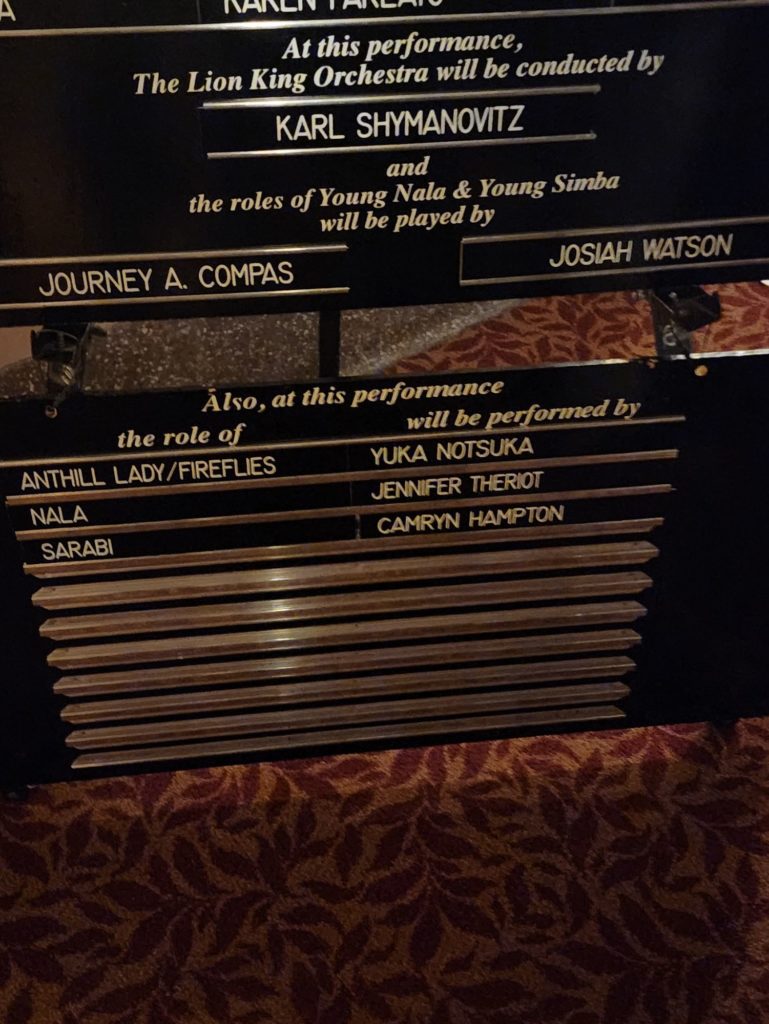 A
At this performance,
The Lion King Orchestra will be conducted by
KARL SHYMANOVITZ
and
the roles of Young Nala & Young Simba
will be played by
JOURNEY A. COMPAS JOSIAH WATSON
Also, at this performance
the role of will be performed by
ANTHILL LADY/FIREFLIES YUKA NOTSUKA
NALA JENNIFER THERIOT
SARABI CAMRYN HAMPTON